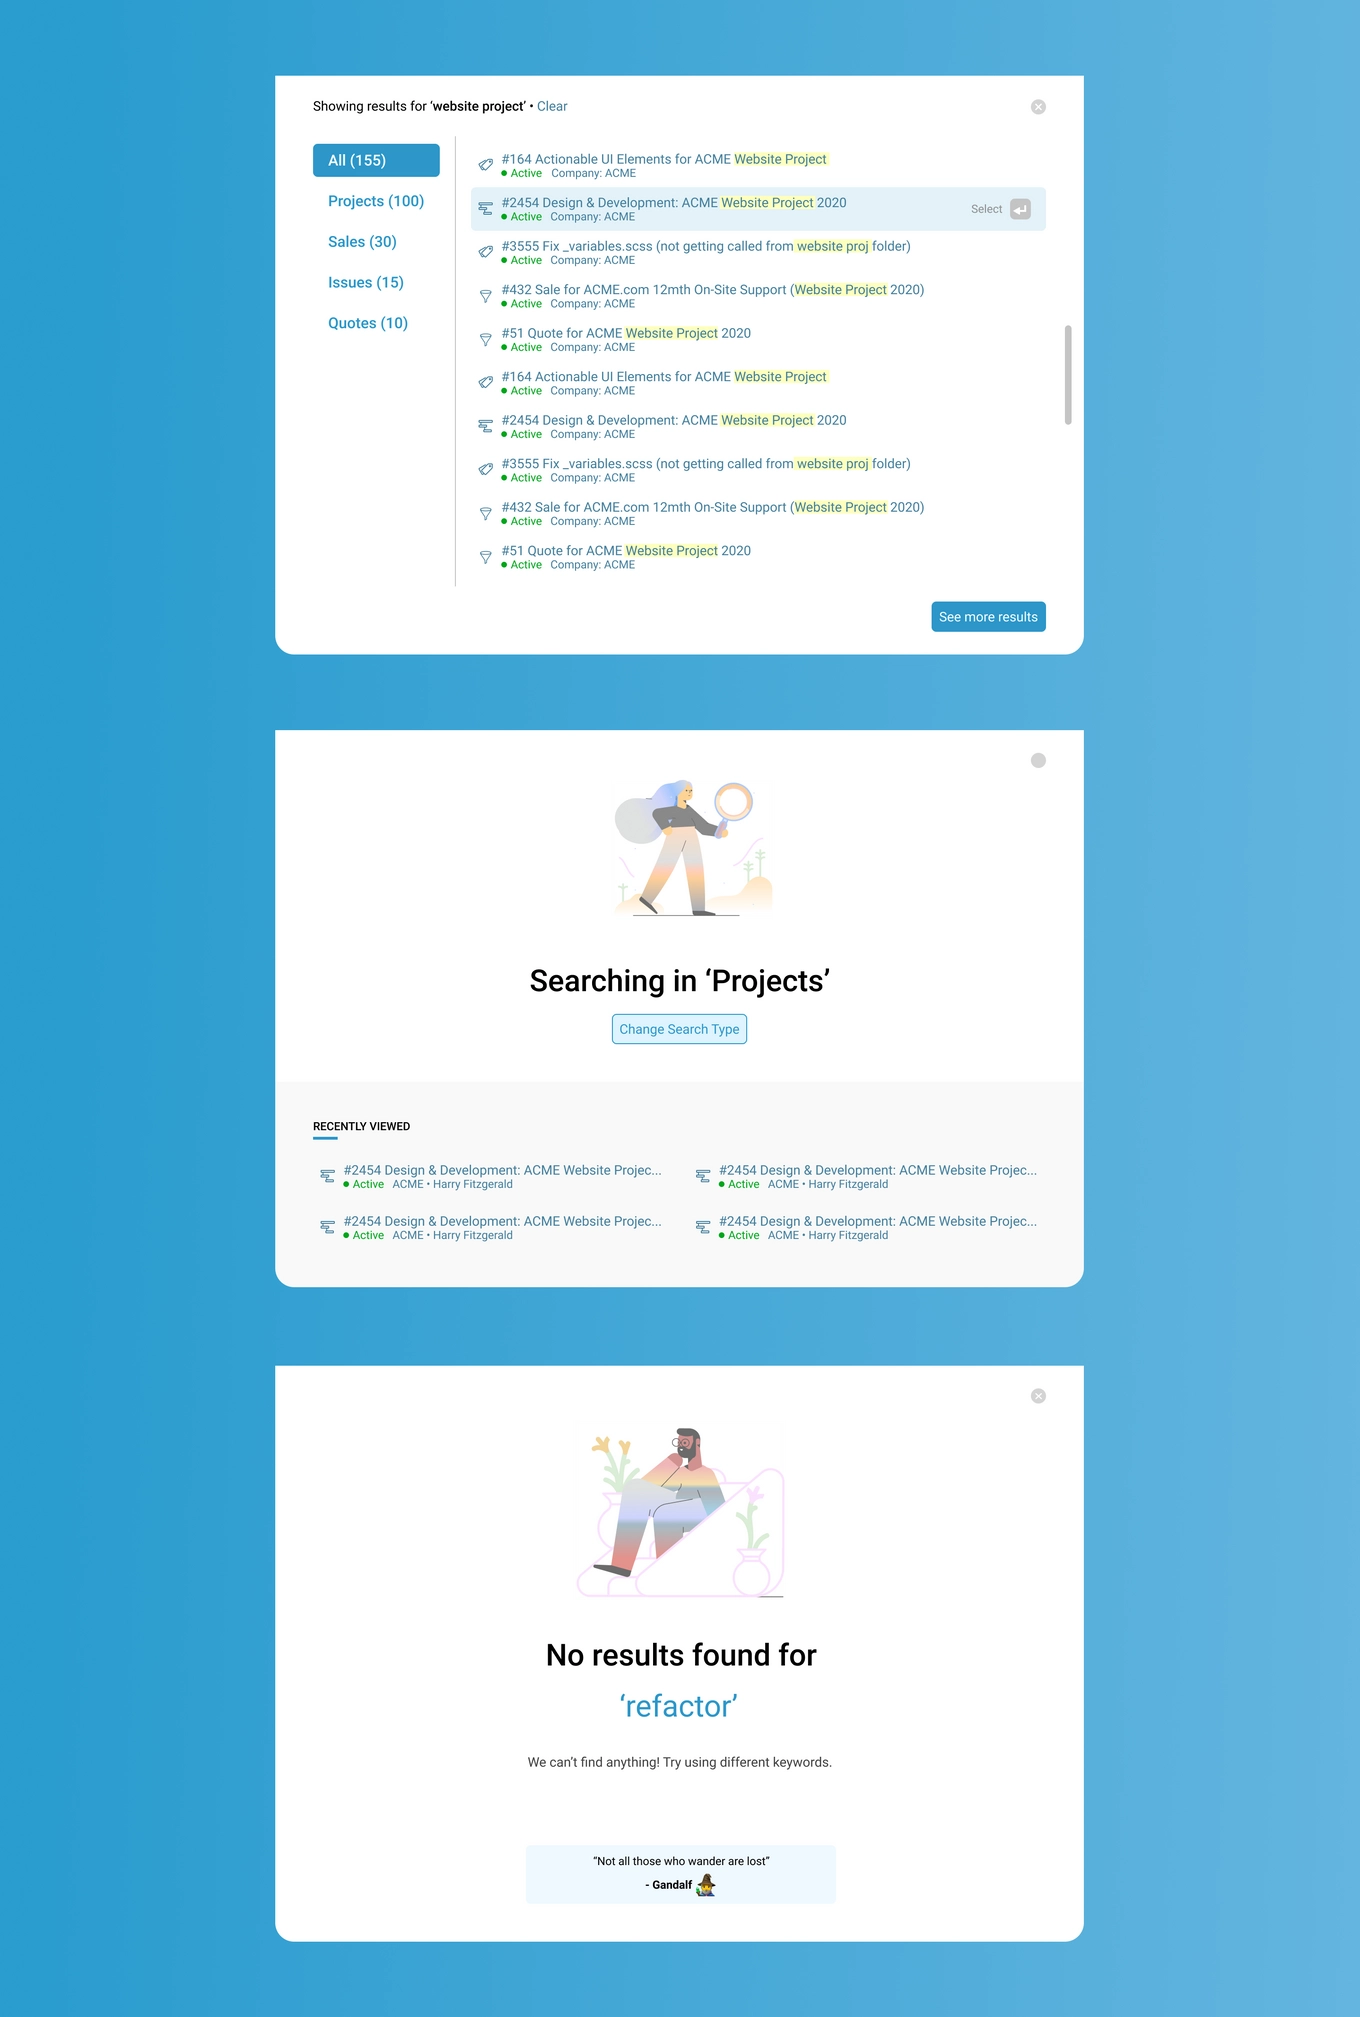 Showing results for ‘website project’ • Clear
All (155)
Projects (100)
Sales (30)
Issues (15)
Quotes (10)
#164 Actionable UI Elements for ACME Website Project
Active Company: ACME
#2454 Design & Development: ACME Website Project 2020
Active Company: ACME
Select
#3555 Fix _variables.scss (not getting called from website proj folder)
Active Company: ACME
#432 Sale for ACME.com 12mth On-Site Support (Website Project 2020)
Active Company: ACME
#51 Quote for ACME Website Project 2020
Active Company: ACME
#164 Actionable UI Elements for ACME Website Project
Active Company: ACME
#2454 Design & Development: ACME Website Project 2020
Active Company: ACME
#3555 Fix _variables.scss (not getting called from website proj folder)
Active Company: ACME
#432 Sale for ACME.com 12mth On-Site Support (Website Project 2020)
Active Company: ACME
#51 Quote for ACME Website Project 2020
Active Company: ACME
See more results
Searching in ‘Projects’
Change Search Type
RECENTLY VIEWED
#2454 Design & Development: ACME Website Projec...
Active ACME • Harry Fitzgerald
#2454 Design & Development: ACME Website Projec...
Active ACME • Harry Fitzgerald
#2454 Design & Development: ACME Website Projec...
Active ACME • Harry Fitzgerald
#2454 Design & Development: ACME Website Projec...
Active ACME • Harry Fitzgerald
No results found for
‘refactor’
We can’t find anything! Try using different keywords.
“Not all those who wander are lost”
- Gandalf